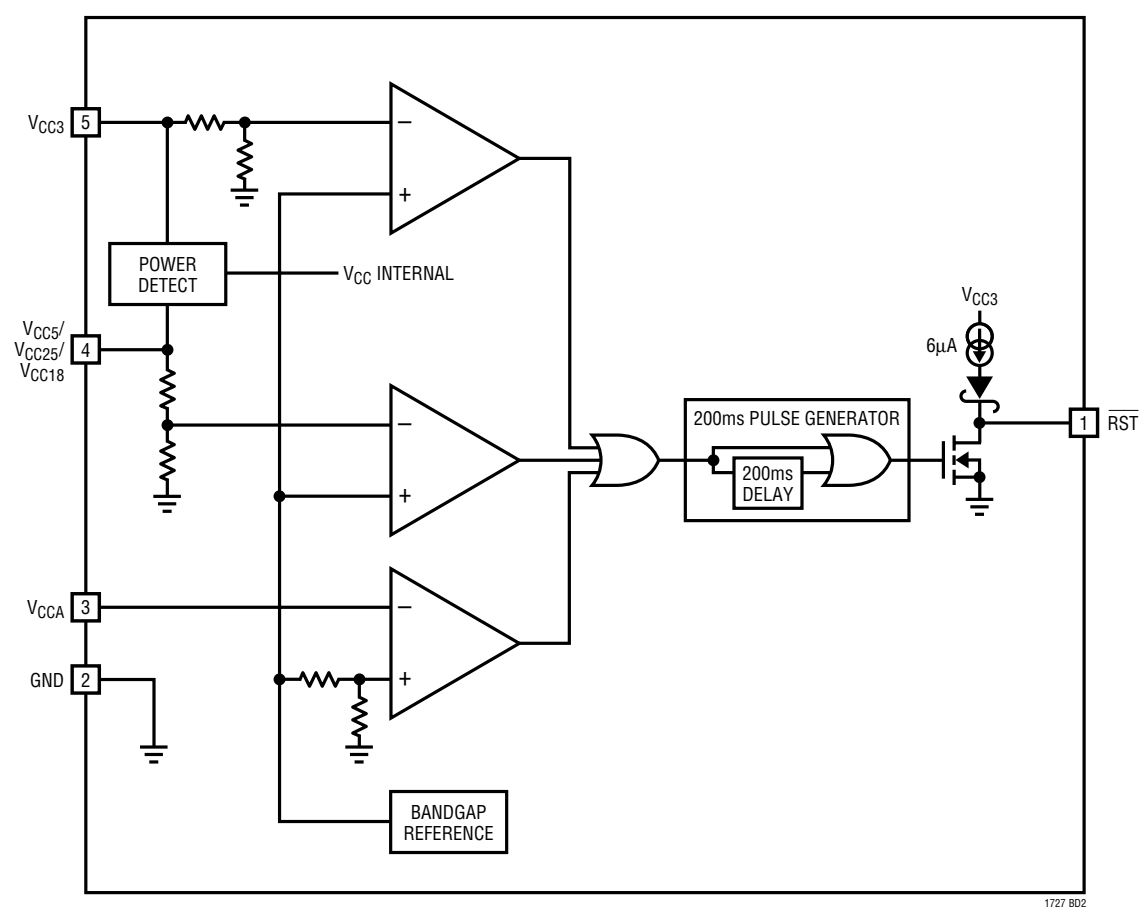 VCC3
5
−
+
POWER
DETECT
VCC INTERNAL
VCC5/
VCC25/
VCC18
4
−
+
VCC3
6µA
200ms PULSE GENERATOR
200ms
DELAY
1
RST
VCCA
3
−
+
GND
2
BANDGAP
REFERENCE
1727 BD2